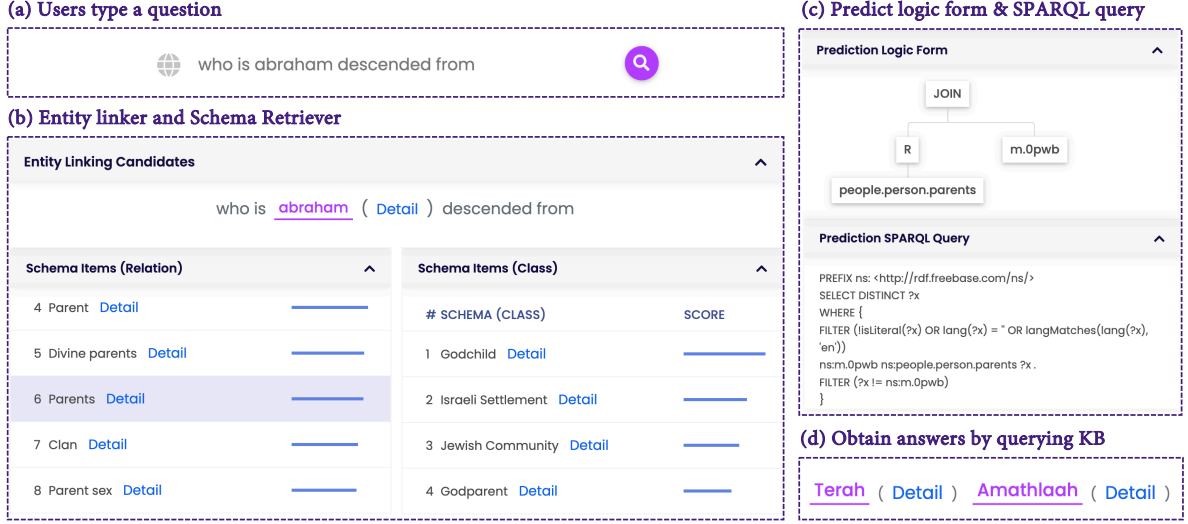 (a) Users type a question
who is abraham descended from
(b) Entity linker and Schema Retriever
Entity Linking Candidates
who is abraham ( Detail ) descended from
Schema Items (Relation)
4 Parent Detail
5 Divine parents Detail
6 Parents Detail
7 Clan Detail
8 Parent sex Detail
Schema Items (Class)
# SCHEMA (CLASS) SCORE
1 Godchild Detail
2 Israeli Settlement Detail
3 Jewish Community Detail
4 Godparent Detail
(c) Predict logic form & SPARQL query
Prediction Logic Form
JOIN
R m.0pwb
people.person.parents
Prediction SPARQL Query
PREFIX ns: <http://rdf.freebase.com/ns/>
SELECT DISTINCT ?x
WHERE {
FILTER (!isLiteral(?x) OR lang(?x) = '' OR langMatches(lang(?x),
'en'))
ns:m.0pwb ns:people.person.parents ?x .
FILTER (?x != ns:m.0pwb)
}
(d) Obtain answers by querying KB
Terah ( Detail ) Amathlaah ( Detail )